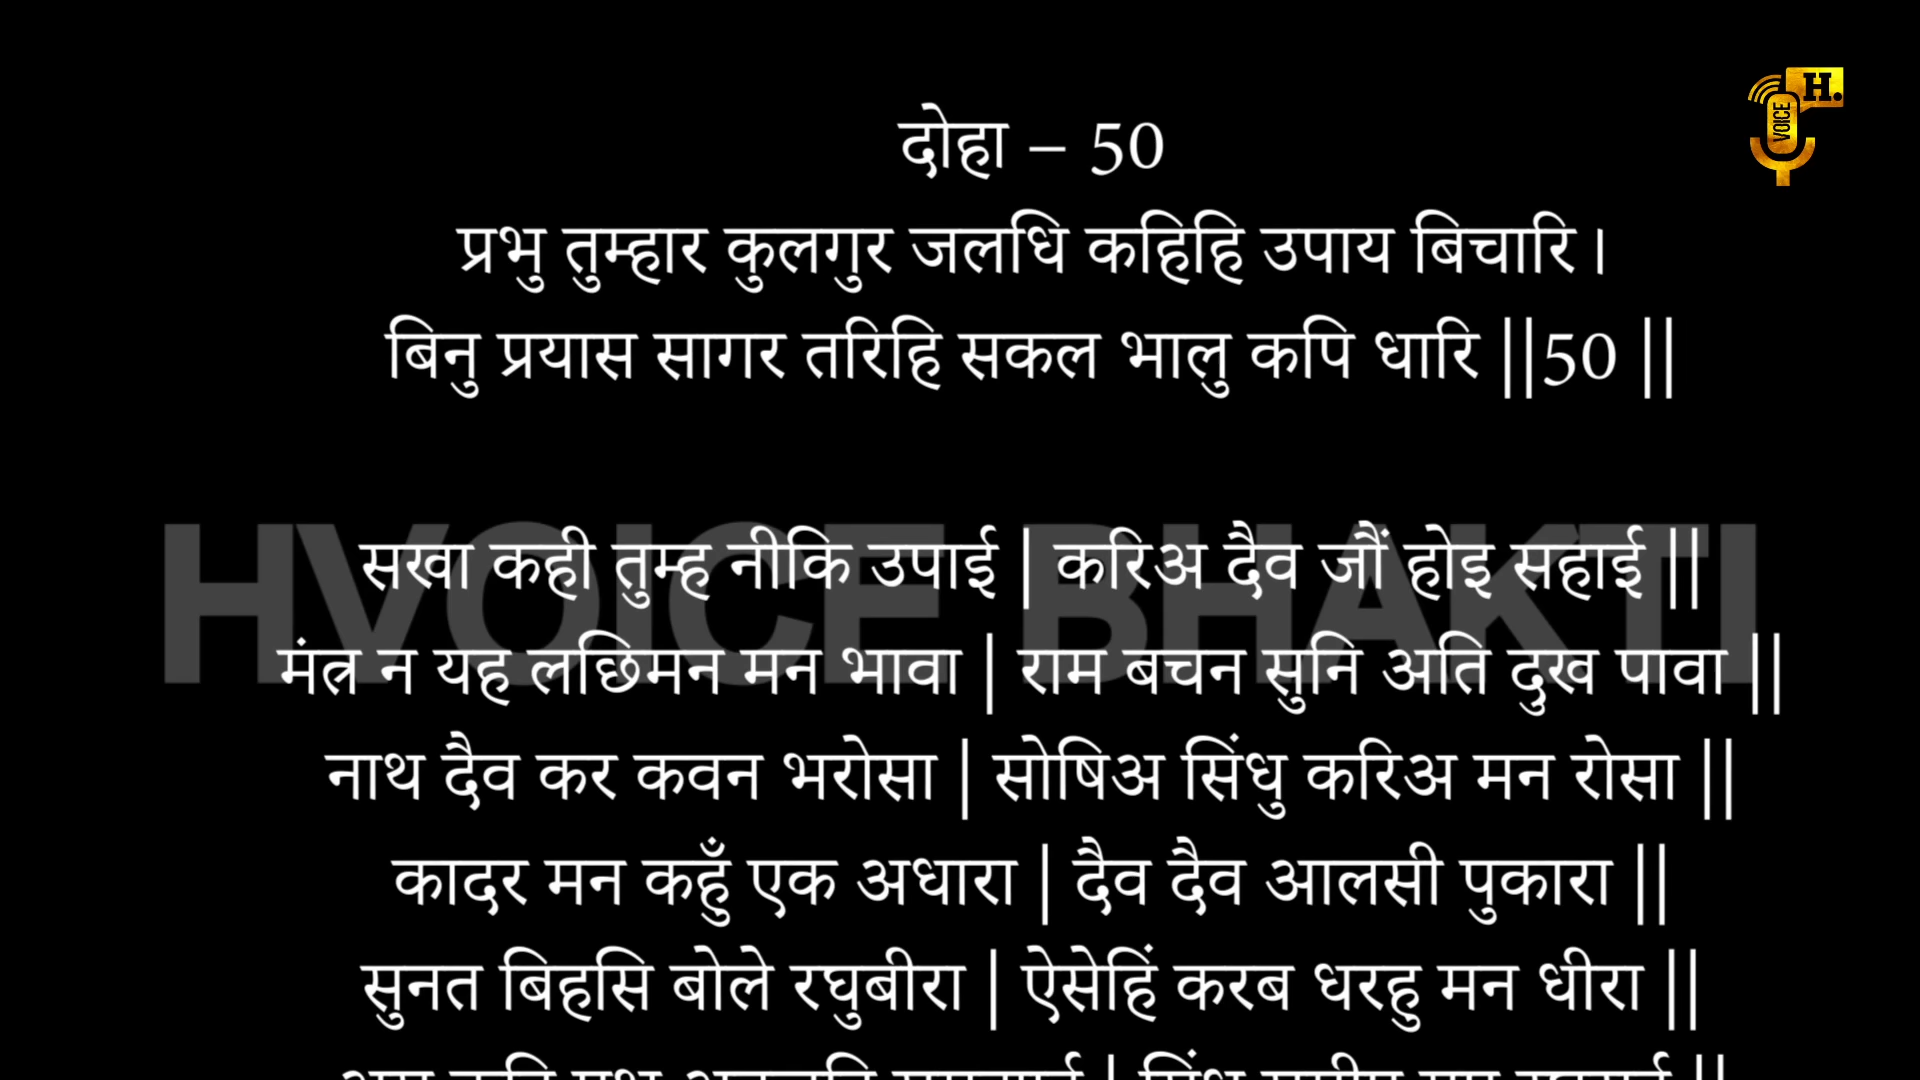 H.
VOICE
दोहा – 50
प्रभु तुम्हार कुलगुर जलधि कहिहि उपाय बिचारि।
बिनु प्रयास सागर तरिहि सकल भालु कपि धारि ||50 ||
HVOICE BHAKTI
सखा कही तुम्ह नीकि उपाई | करिअ दैव जौं होइ सहाई ||
मंत्र न यह लछिमन मन भावा | राम बचन सुनि अति दुख पावा ||
नाथ दैव कर कवन भरोसा | सोषिअ सिंधु करिअ मन रोसा ||
कादर मन कहुँ एक अधारा | दैव दैव आलसी पुकारा ||
सुनत बिहसि बोले रघुबीरा | ऐसेहिं करब धरहु मन धीरा ||